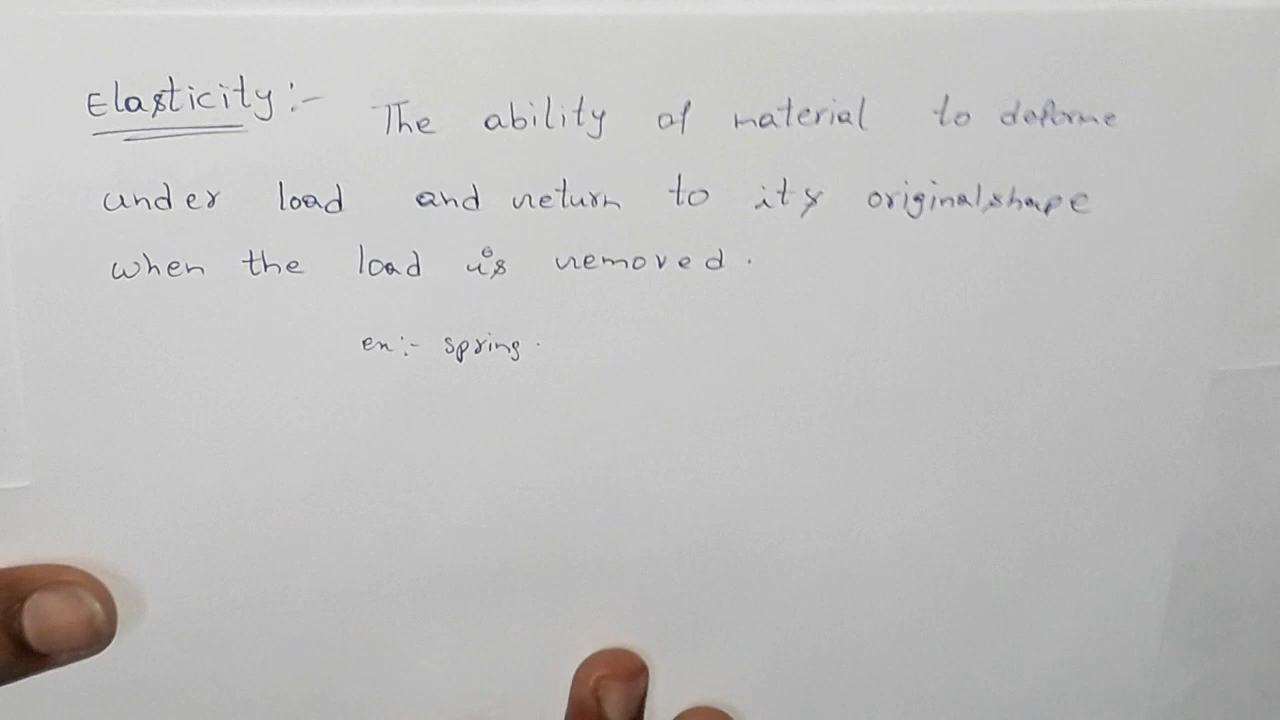 Elasticity:- The ability of material to deforme
under load and return to its original shape
when the load is removed.
ex:- spring.